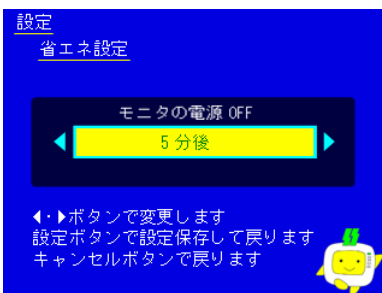 設定
省エネ設定
モニタの電源 OFF
5分後
◀・▶ボタンで変更します
設定ボタンで設定保存して戻ります
キャンセルボタンで戻ります